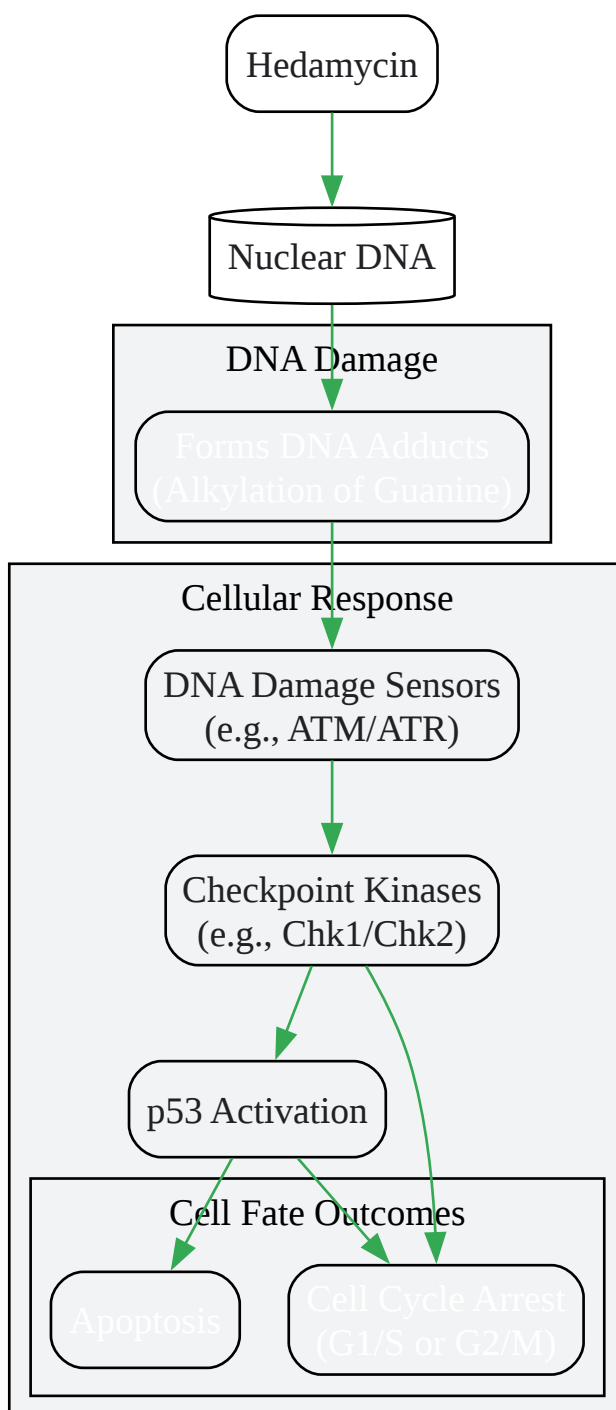 Hedamycin
Nuclear DNA
DNA Damage
Forms DNA Adducts
(Alkylation of Guanine)
Cellular Response
DNA Damage Sensors
(e.g., ATM/ATR)
Checkpoint Kinases
(e.g., Chk1/Chk2)
p53 Activation
Cell Fate Outcomes
Apoptosis
Cell Cycle Arrest
(G1/S or G2/M)